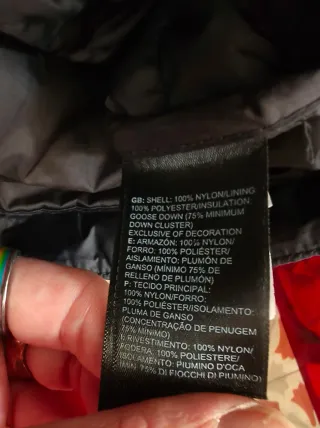 GB: SHELL: 100% NYLON/LINING
100% POLYESTER/INSULATION,
GOOSE DOWN (75% MINIMUM
DOWN CLUSTER)
EXCLUSIVE OF DECORATION
E: ARMAZÓN: 100% NYLON/
FORRO; 100% POLIÉSTER/
AISLAMIENTO: PLUMÓN DE
GANSO (MÍNIMO 75% DE
RELLENO DE PLUMÓN)
P: TECIDO PRINCIPAL:
100% NYLON/FORRO:
100% POLIÉSTER/ISOLAMENTO:
PLUMA DE GANSO
(CONCENTRAÇÃO DE PENUGEM
75% MÍNIMO)
I: RIVESTIMENTO: 100% NYLON/
FODERA, 100% POLIESTERE/
ISOLAMENTO: PIUMINO D'OCA
MIN. 75% DI FIOCCHI DI PIUMINO)